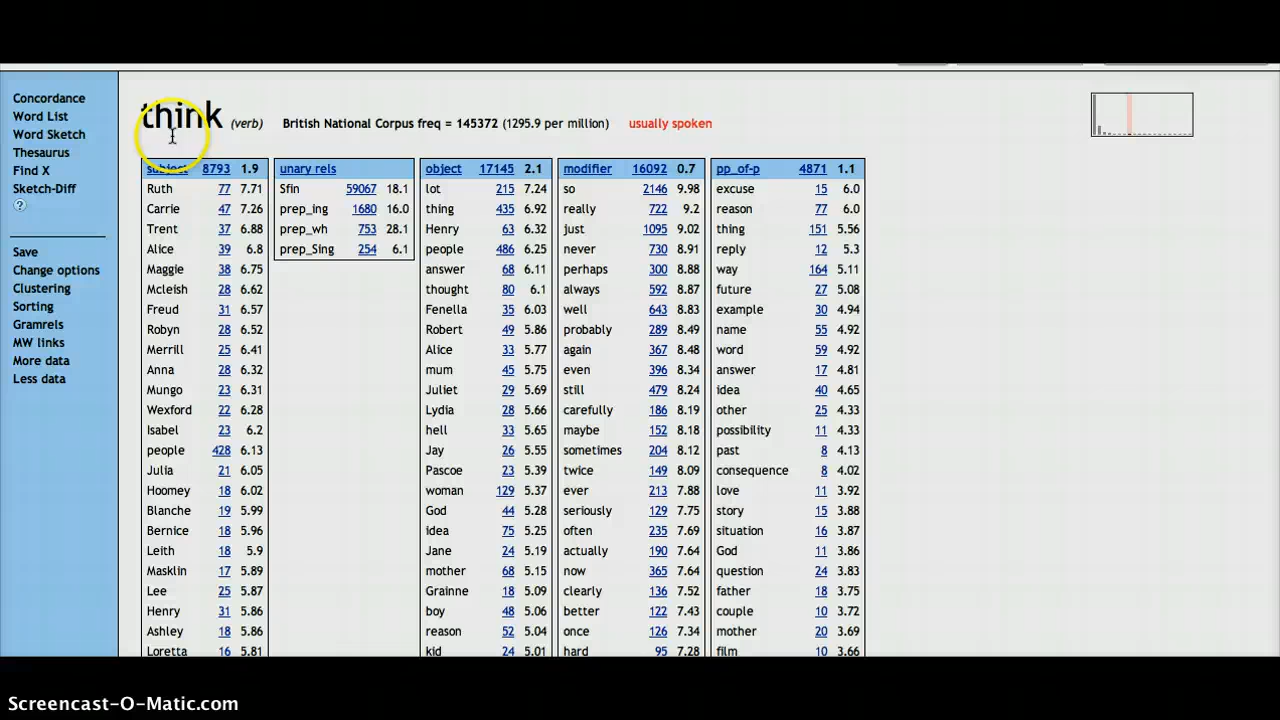 think (verb) British National Corpus freq = 145372 (1295.9 per million) usually spoken
Concordance
Word List
Word Sketch
Thesaurus
Find X
Sketch-Diff
?
Save
Change options
Clustering
Sorting
Gramrels
MW links
More data
Less data
subject 8793 1.9
Ruth 77 7.71
Carrie 47 7.26
Trent 37 6.88
Alice 39 6.8
Maggie 38 6.75
Mcleish 28 6.62
Freud 31 6.57
Robyn 28 6.52
Merrill 25 6.41
Anna 28 6.32
Mungo 23 6.31
Wexford 22 6.28
Isabel 23 6.2
people 428 6.13
Julia 21 6.05
Hoomey 18 6.02
Blanche 19 5.99
Bernice 18 5.96
Leith 18 5.9
Masklin 17 5.89
Lee 25 5.87
Henry 31 5.86
Ashley 18 5.86
Loretta 16 5.81
unary rels
Sfin 59067 18.1
prep_ing 1680 16.0
prep_wh 753 28.1
prep_Sing 254 6.1
object 17145 2.1
lot 215 7.24
thing 435 6.92
Henry 63 6.32
people 486 6.25
answer 68 6.11
thought 80 6.1
Fenella 35 6.03
Robert 49 5.86
Alice 33 5.77
mum 45 5.75
Juliet 29 5.69
Lydia 28 5.66
hell 33 5.65
Jay 26 5.55
Pascoe 23 5.39
woman 129 5.37
God 44 5.28
idea 75 5.25
Jane 24 5.19
mother 68 5.15
Grainne 18 5.09
boy 48 5.06
reason 52 5.04
kid 24 5.01
modifier 16092 0.7
so 2146 9.98
really 722 9.2
just 1095 9.02
never 730 8.91
perhaps 300 8.88
always 592 8.87
well 643 8.83
probably 289 8.49
again 367 8.48
even 396 8.34
still 479 8.24
carefully 186 8.19
maybe 152 8.18
sometimes 204 8.12
twice 149 8.09
ever 213 7.88
seriously 129 7.75
often 235 7.69
actually 190 7.64
now 365 7.64
clearly 136 7.52
better 122 7.43
once 126 7.34
hard 95 7.28
pp_of-p 4871 1.1
excuse 15 6.0
reason 77 6.0
thing 151 5.56
reply 12 5.3
way 164 5.11
future 27 5.08
example 30 4.94
name 55 4.92
word 59 4.92
answer 17 4.81
idea 40 4.65
other 25 4.33
possibility 11 4.33
past 8 4.13
consequence 8 4.02
love 11 3.92
story 15 3.88
situation 16 3.87
God 11 3.86
question 24 3.83
father 18 3.75
couple 10 3.72
mother 20 3.69
film 10 3.66
Screencast-O-Matic.com